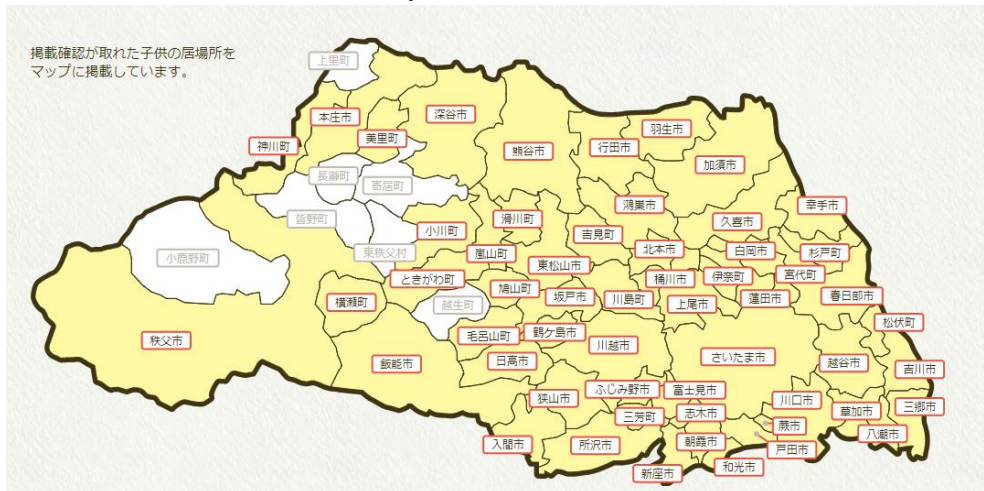 掲載確認が取れた子供の居場所を
マップに掲載しています。
上里町
本庄市
深谷市
神川町
美里町
熊谷市
行田市
羽生市
加須市
長瀞町
寄居町
皆野町
小川町
滑川町
吉見町
鴻巣市
久喜市
幸手市
小鹿野町
東秩父村
嵐山町
東松山市
北本市
白岡市
杉戸町
ときがわ町
鳩山町
桶川市
伊奈町
宮代町
横瀬町
越生町
坂戸市
川島町
上尾市
蓮田市
春日部市
秩父市
毛呂山町
鶴ヶ島市
川越市
松伏町
飯能市
日高市
さいたま市
越谷市
吉川市
狭山市
ふじみ野市
富士見市
川口市
三郷市
三芳町
志木市
蕨市
草加市
入間市
所沢市
朝霞市
戸田市
八潮市
新座市
和光市